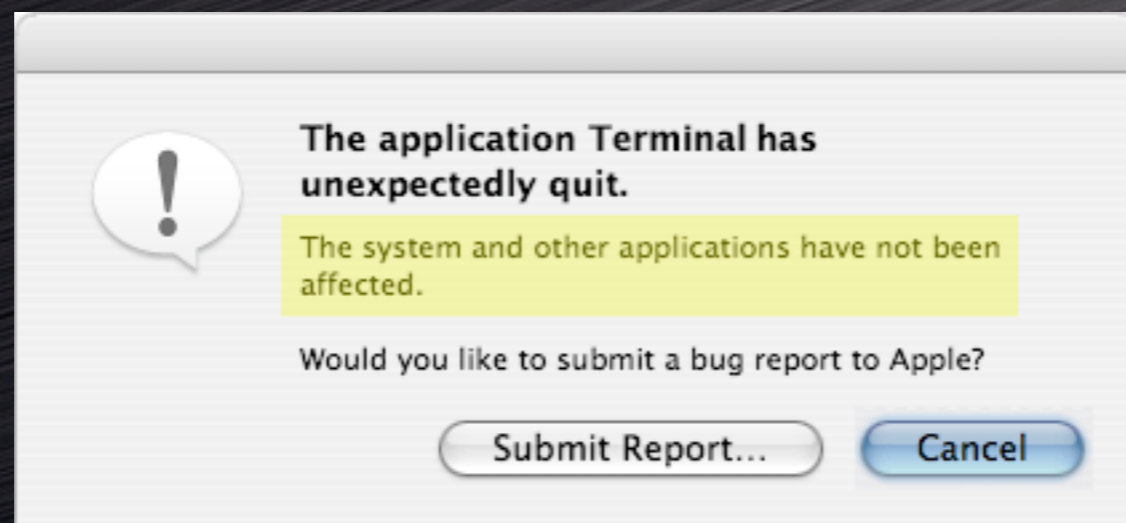 The application Terminal has
unexpectedly quit.
The system and other applications have not been
affected.
Would you like to submit a bug report to Apple?
Submit Report...
Cancel